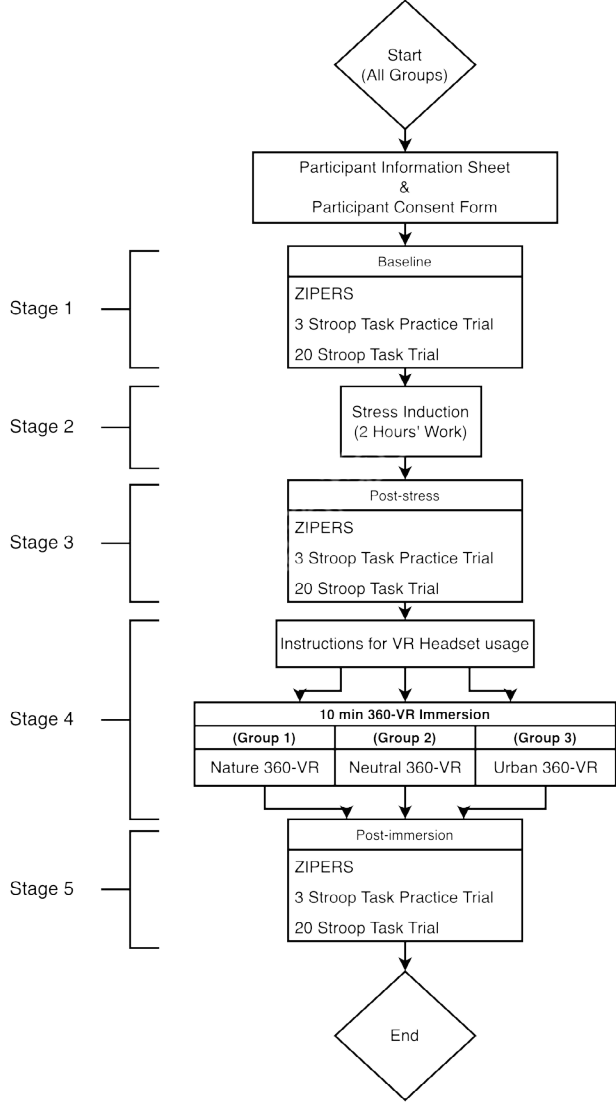 Start
(All Groups)
Participant Information Sheet
&
Participant Consent Form
Stage 1
Baseline
ZIPERS
3 Stroop Task Practice Trial
20 Stroop Task Trial
Stage 2
Stress Induction
(2 Hours' Work)
Stage 3
Post-stress
ZIPERS
3 Stroop Task Practice Trial
20 Stroop Task Trial
Stage 4
Instructions for VR Headset usage
10 min 360-VR Immersion
(Group 1) (Group 2) (Group 3)
Nature 360-VR Neutral 360-VR Urban 360-VR
Stage 5
Post-immersion
ZIPERS
3 Stroop Task Practice Trial
20 Stroop Task Trial
End